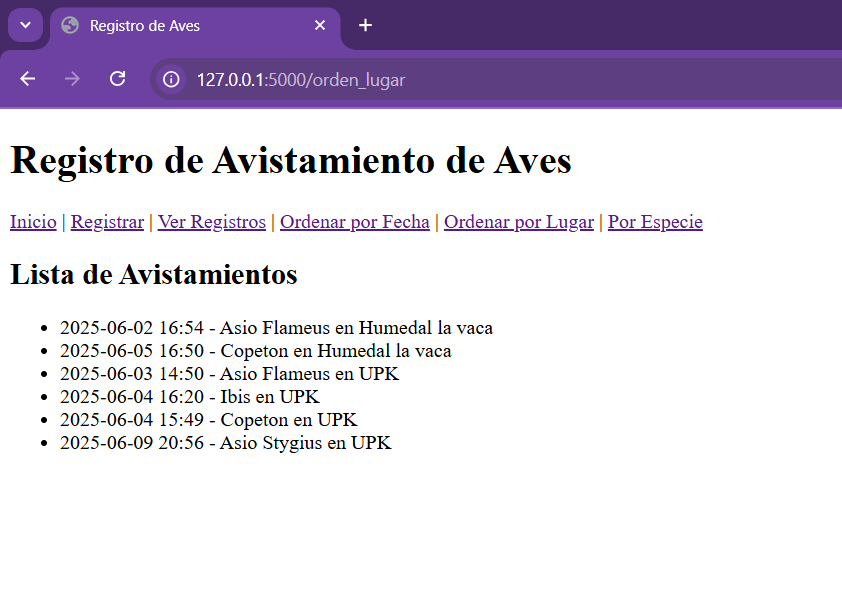 Registro de Aves
127.0.0.1:5000/orden_lugar
Registro de Avistamiento de Aves
Inicio | Registrar | Ver Registros | Ordenar por Fecha | Ordenar por Lugar | Por Especie
Lista de Avistamientos
• 2025-06-02 16:54 - Asio Flameus en Humedal la vaca
• 2025-06-05 16:50 - Copeton en Humedal la vaca
• 2025-06-03 14:50 - Asio Flameus en UPK
• 2025-06-04 16:20 - Ibis en UPK
• 2025-06-04 15:49 - Copeton en UPK
• 2025-06-09 20:56 - Asio Stygius en UPK